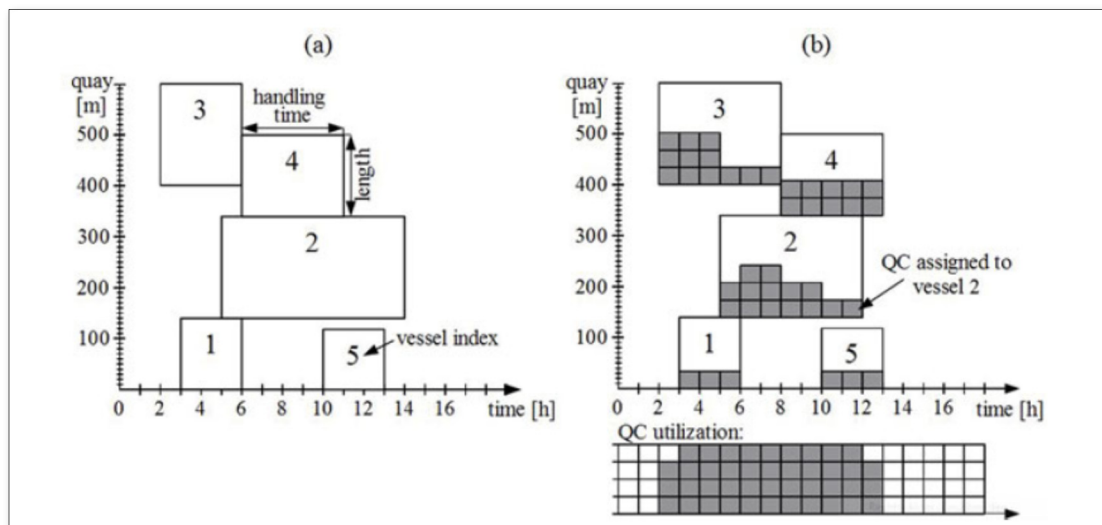 (a)
quay
[m]
500
400
300
200
100
3
handling
time
4
length
2
1
5
vessel index
0 2 4 6 8 10 12 14 16 time [h]
(b)
quay
[m]
500
400
300
200
100
3
4
2
QC assigned to
vessel 2
1
5
0 2 4 6 8 10 12 14 16 time [h]
QC utilization: